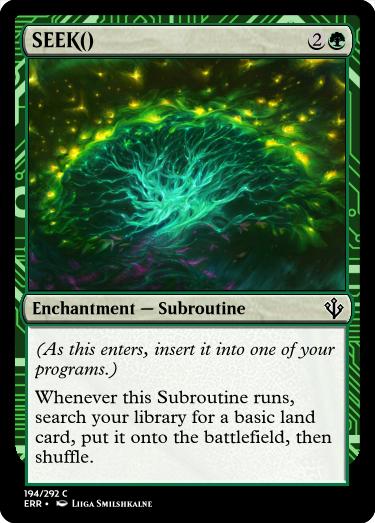 SEEK()
2
Enchantment — Subroutine
(As this enters, insert it into one of your
programs.)
Whenever this Subroutine runs,
search your library for a basic land
card, put it onto the battlefield, then
shuffle.
194/292 C
ERR • Liiga Smilshkalne